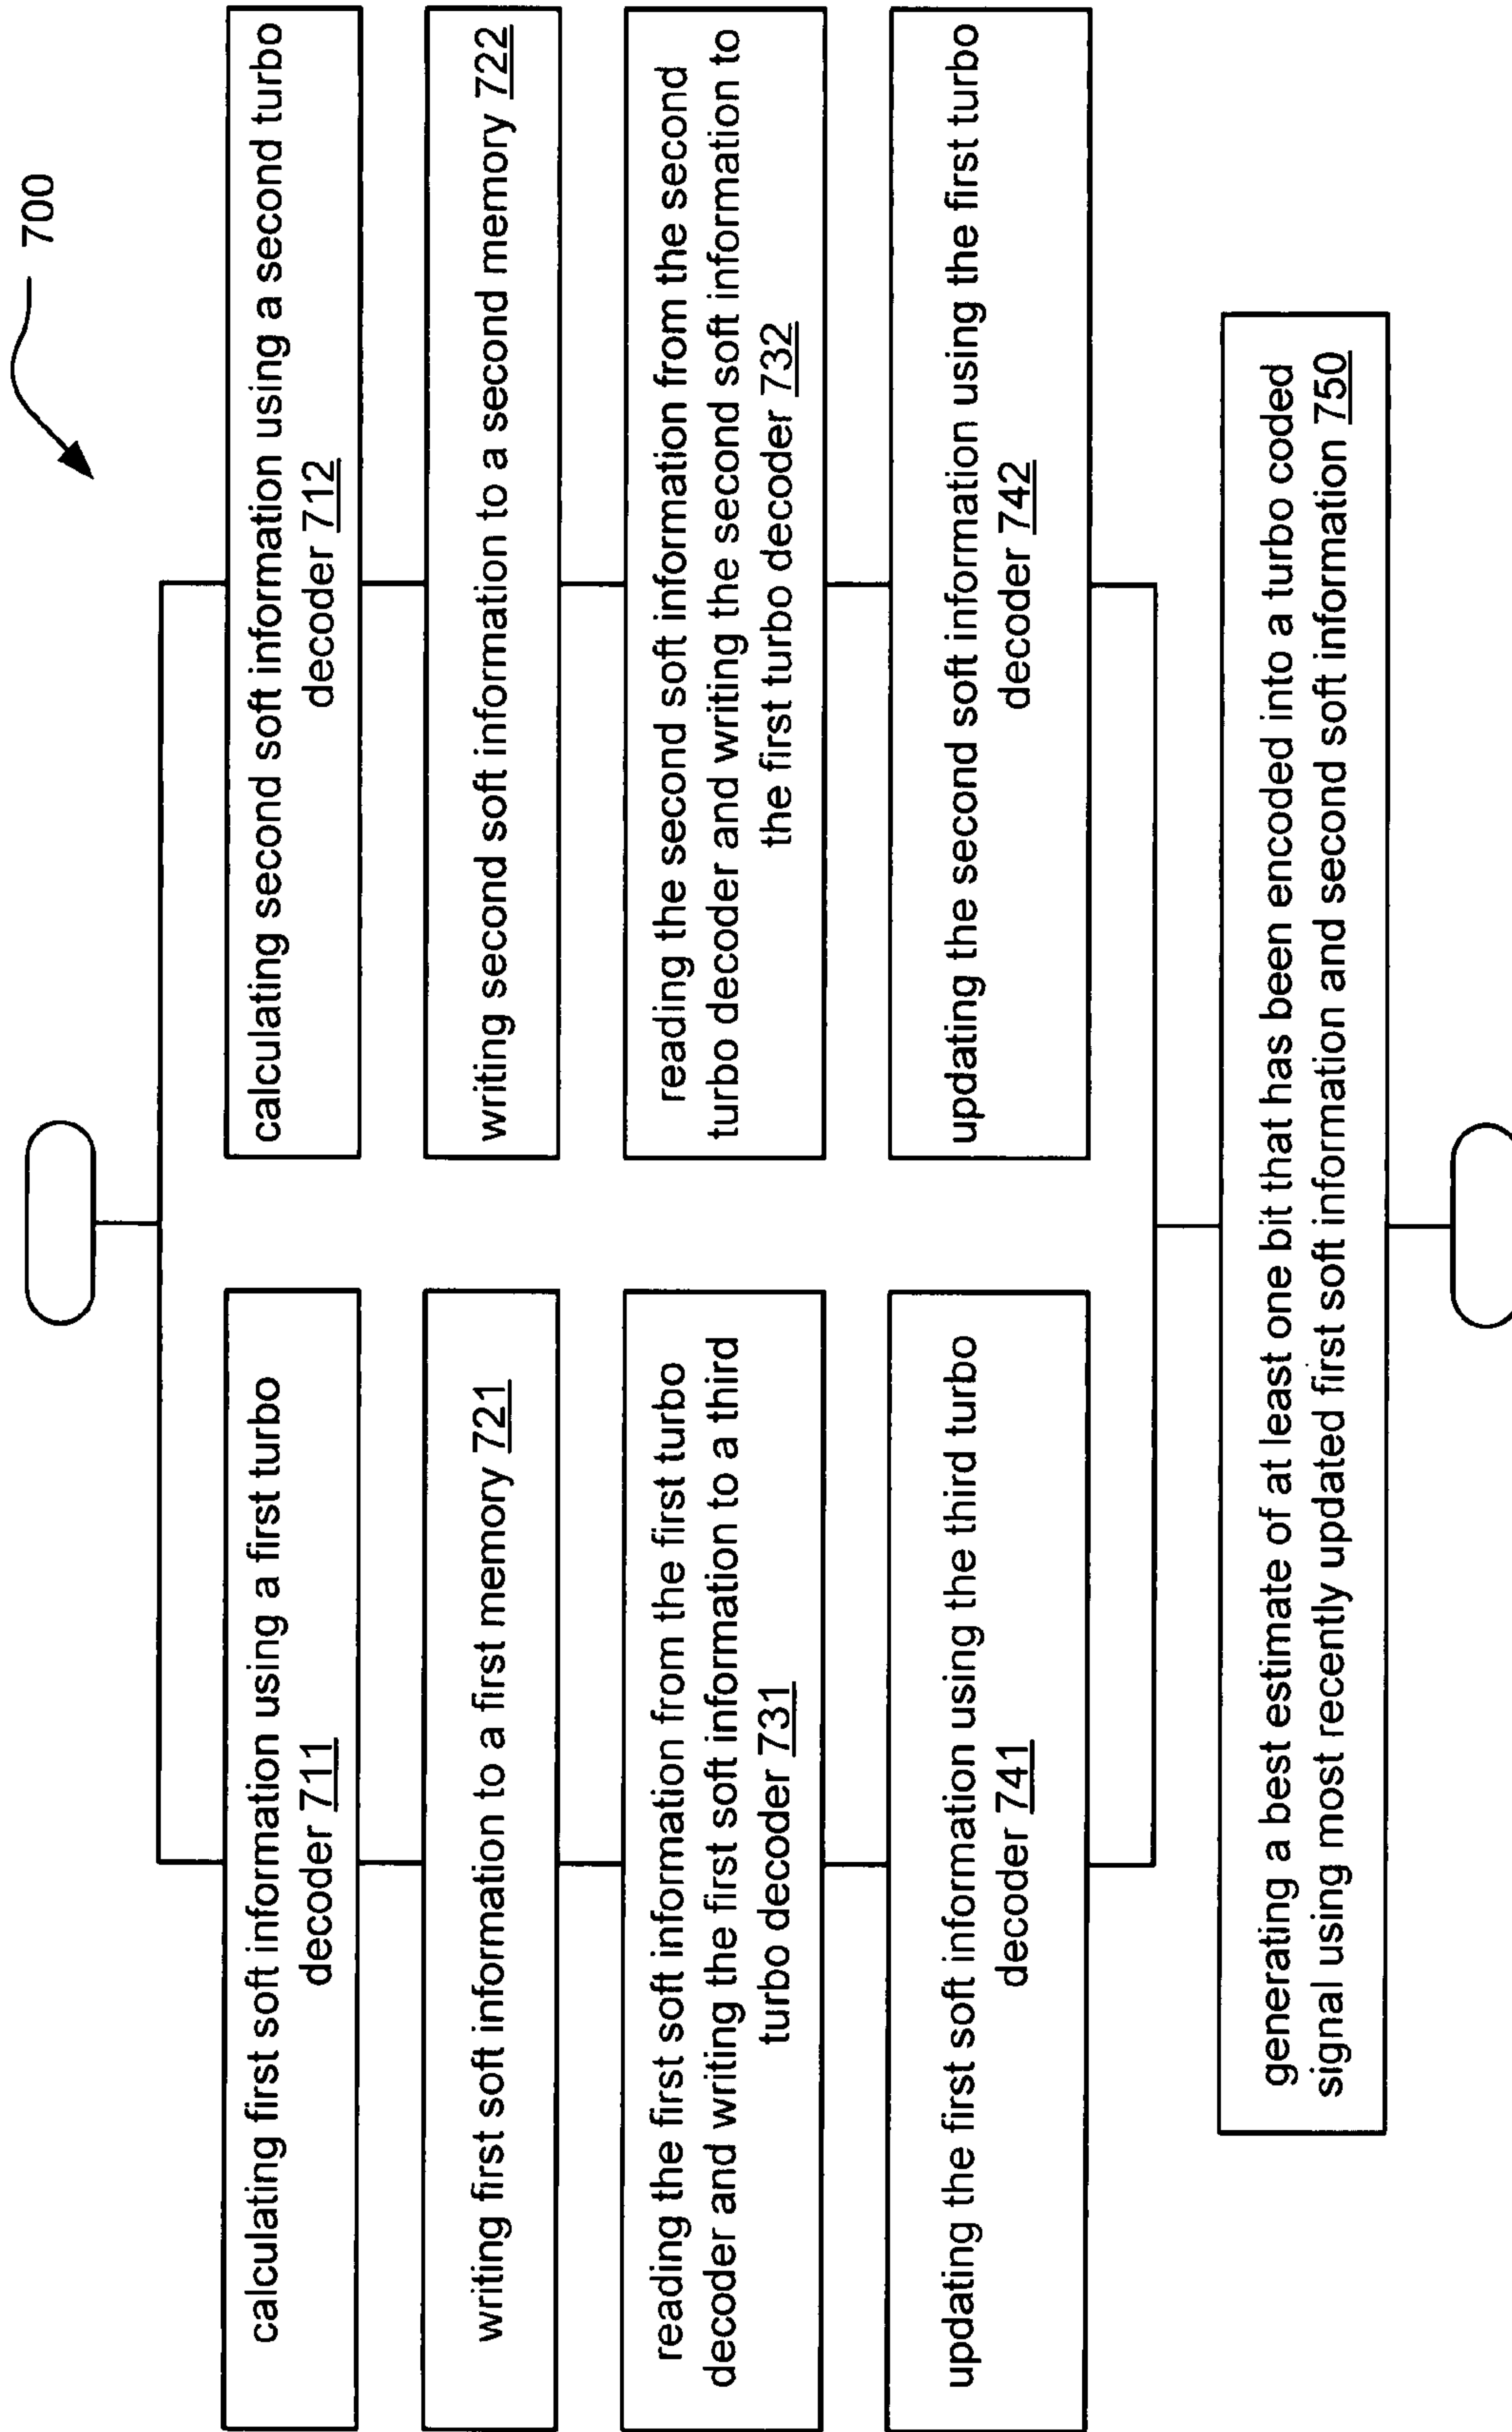 700
calculating first soft information using a first turbo
decoder 711
calculating second soft information using a second turbo
decoder 712
writing first soft information to a first memory 721
writing second soft information to a second memory 722
reading the first soft information from the first turbo
decoder and writing the first soft information to a third
turbo decoder 731
reading the second soft information from the second
turbo decoder and writing the second soft information to
the first turbo decoder 732
updating the first soft information using the third turbo
decoder 741
updating the second soft information using the first turbo
decoder 742
generating a best estimate of at least one bit that has been encoded into a turbo coded
signal using most recently updated first soft information and second soft information 750